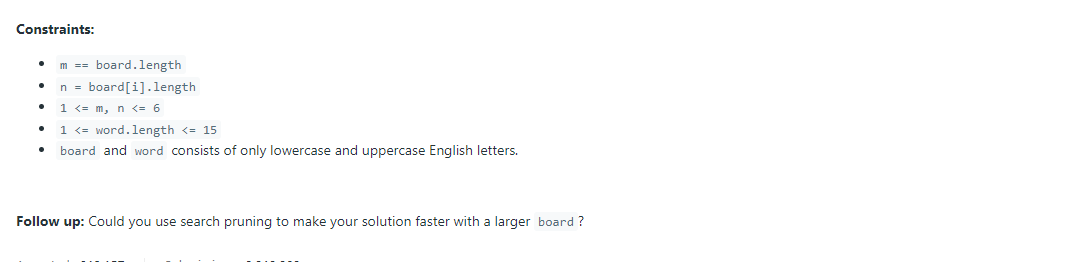 Constraints:
m == board.length
n = board[i].length
1 <= m, n <= 6
1 <= word.length <= 15
board and word consists of only lowercase and uppercase English letters.
Follow up: Could you use search pruning to make your solution faster with a larger board ?